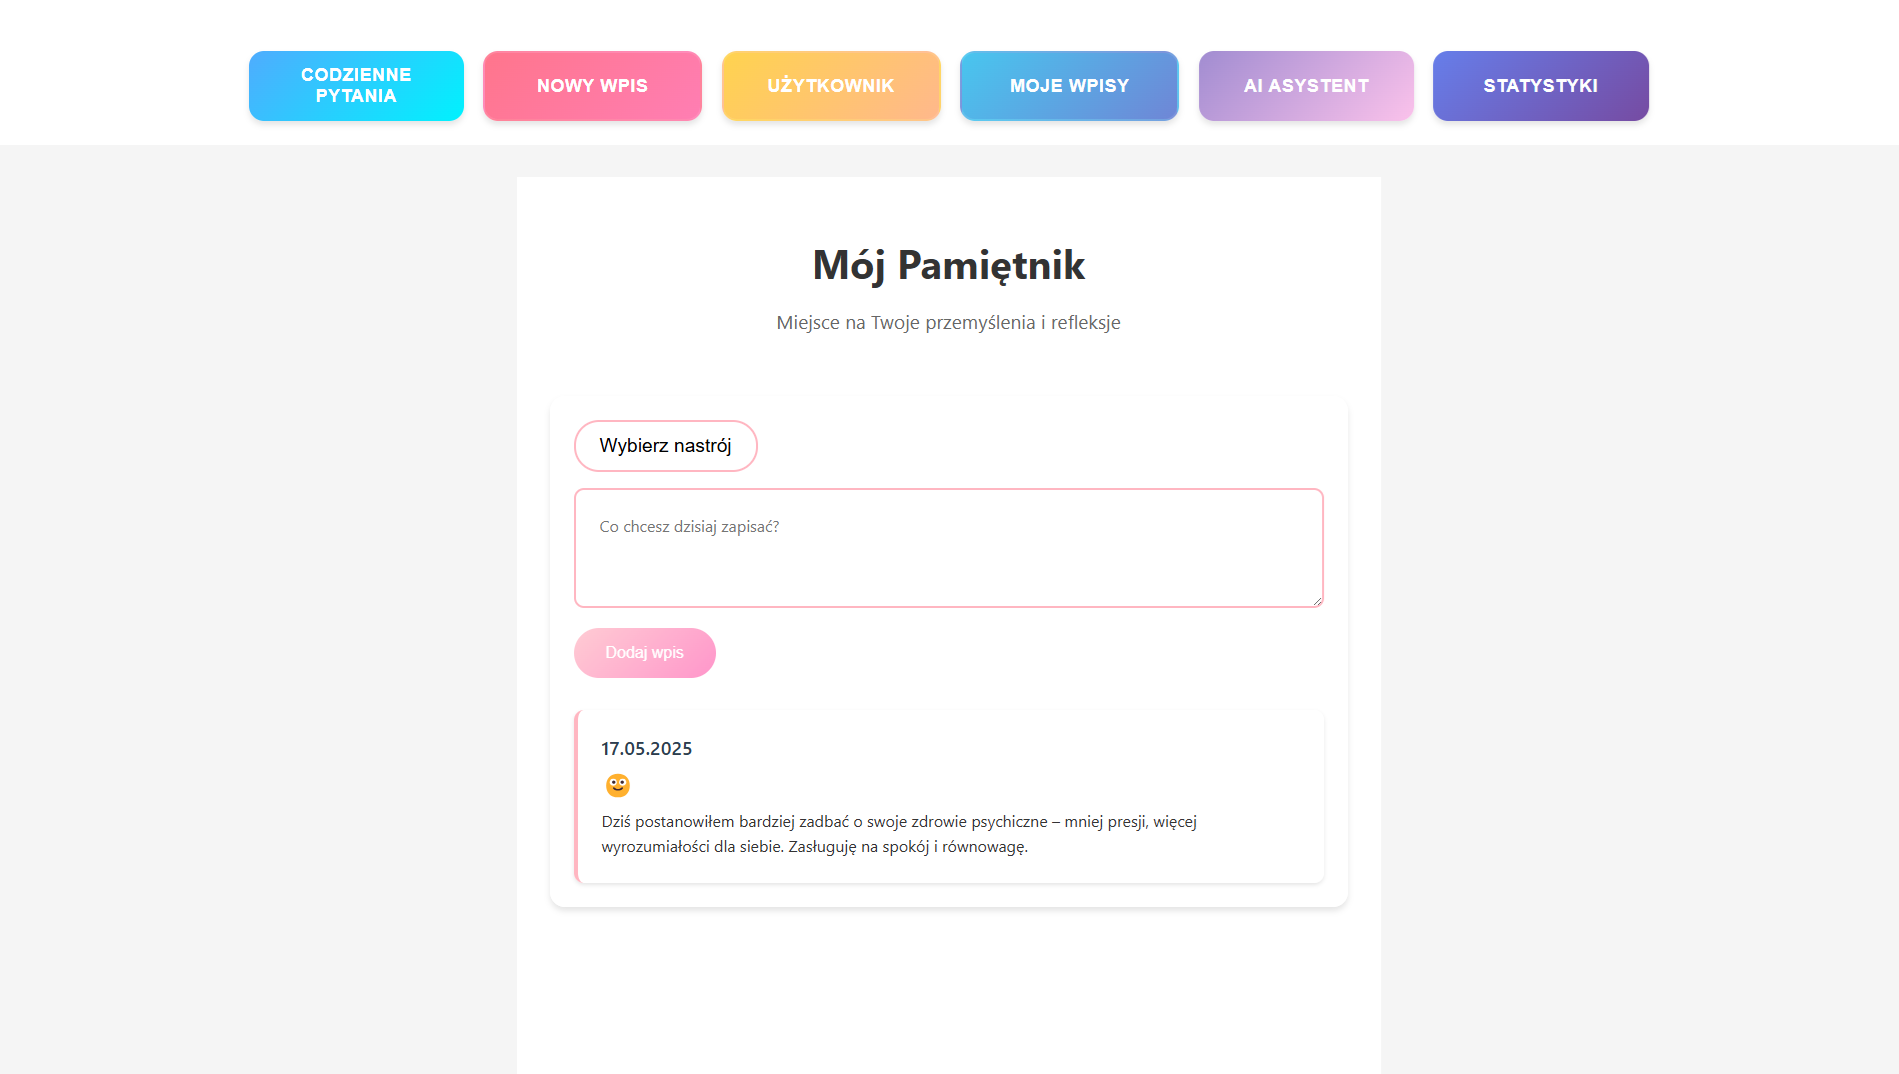 CODZIENNE
PYTANIA
NOWY WPIS
UŻYTKOWNIK
MOJE WPISY
AI ASYSTENT
STATYSTYKI
Mój Pamiętnik
Miejsce na Twoje przemyślenia i refleksje
Wybierz nastrój
Co chcesz dzisiaj zapisać?
Dodaj wpis
17.05.2025
Dziś postanowiłem bardziej zadbać o swoje zdrowie psychiczne – mniej presji, więcej
wyrozumiałości dla siebie. Zasługuję na spokój i równowagę.